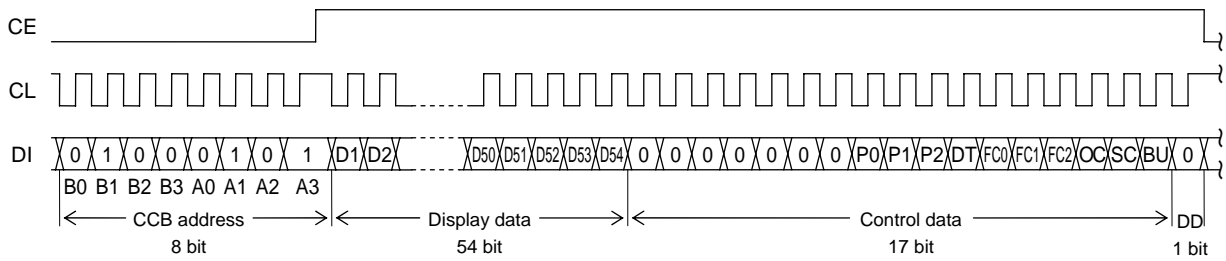 CE
CL
DI 0 1 0 0 0 1 0 1 D1 D2 D50 D51 D52 D53 D54 0 0 0 0 0 0 0 P0 P1 P2 DT FC0 FC1 FC2 OC SC BU 0
B0 B1 B2 B3 A0 A1 A2 A3
CCB address Display data Control data DD
8 bit 54 bit 17 bit 1 bit